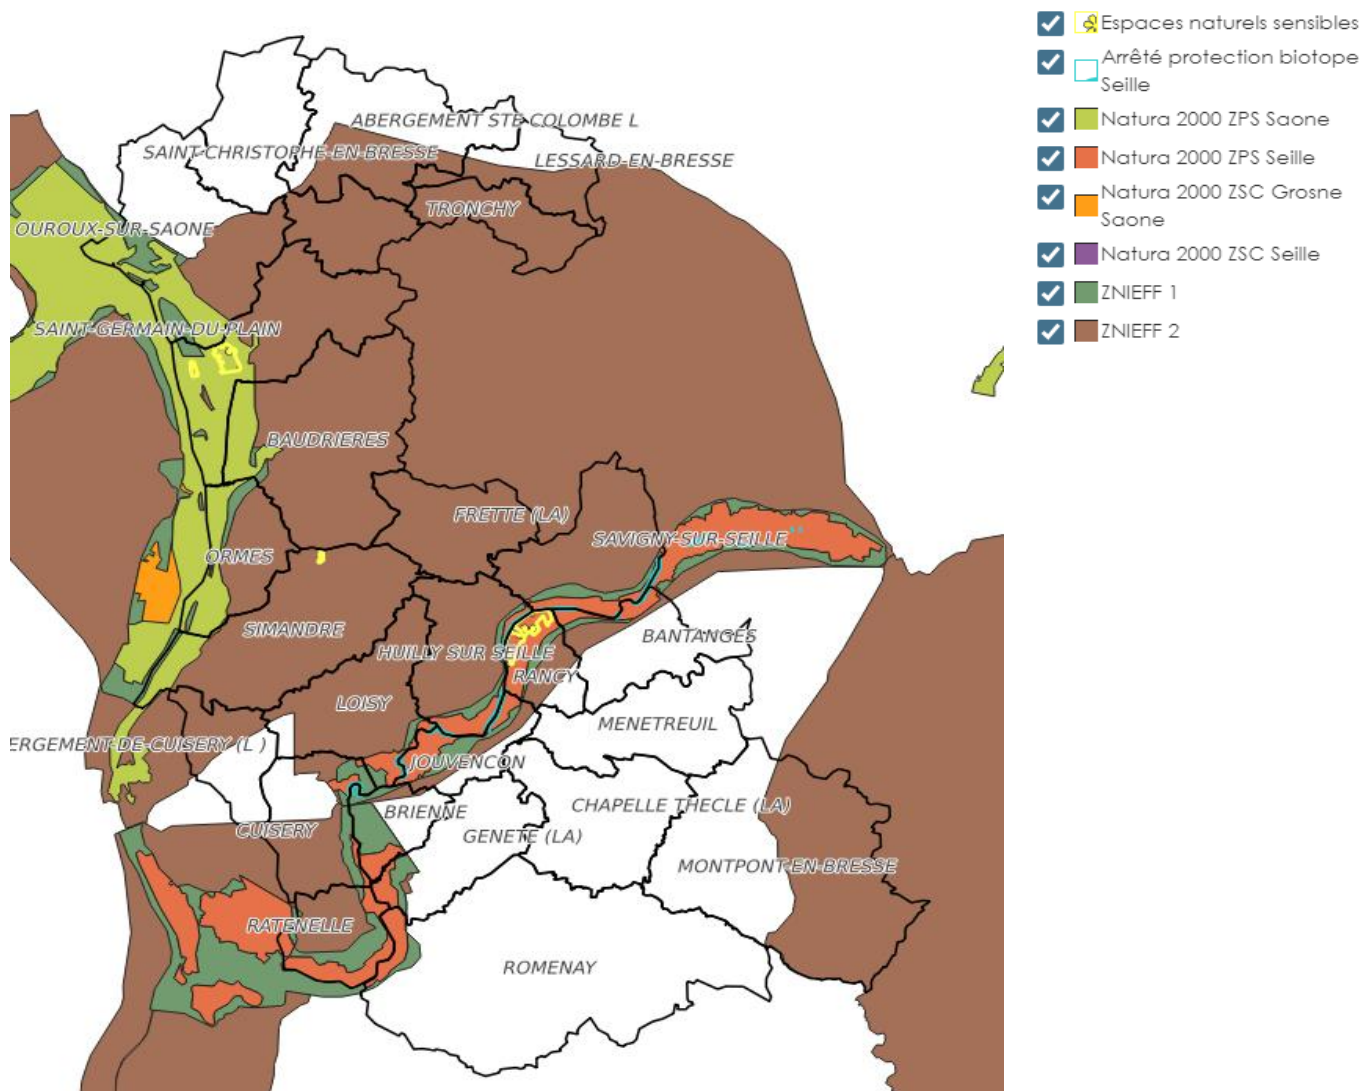 Espaces naturels sensibles
Arrêté protection biotope
Seille
Natura 2000 ZPS Saone
Natura 2000 ZPS Seille
Natura 2000 ZSC Grosne
Saone
Natura 2000 ZSC Seille
ZNIEFF 1
ZNIEFF 2
ABERGEMENT STE COLOMBE L
SAINT-CHRISTOPHE-EN-BRESSE
LESSARD-EN-BRESSE
TRONCHY
OUROUX-SUR-SAONE
SAINT-GERMAIN-DU-PLAIN
BAUDRIERES
FRETTE (LA)
SAVIGNY-SUR-SEILLE
ORMES
SIMANDRE
BANTANGES
HUILLY SUR SEILLE
RANCY
LOISY
MENETREUIL
ERGEMENT-DE-CUISERY (L )
JOUVENCON
CHAPELLE THECLE (LA)
BRIENNE
CUISERY
GENETE (LA)
MONTPONT-EN-BRESSE
RATENELLE
ROMENAY